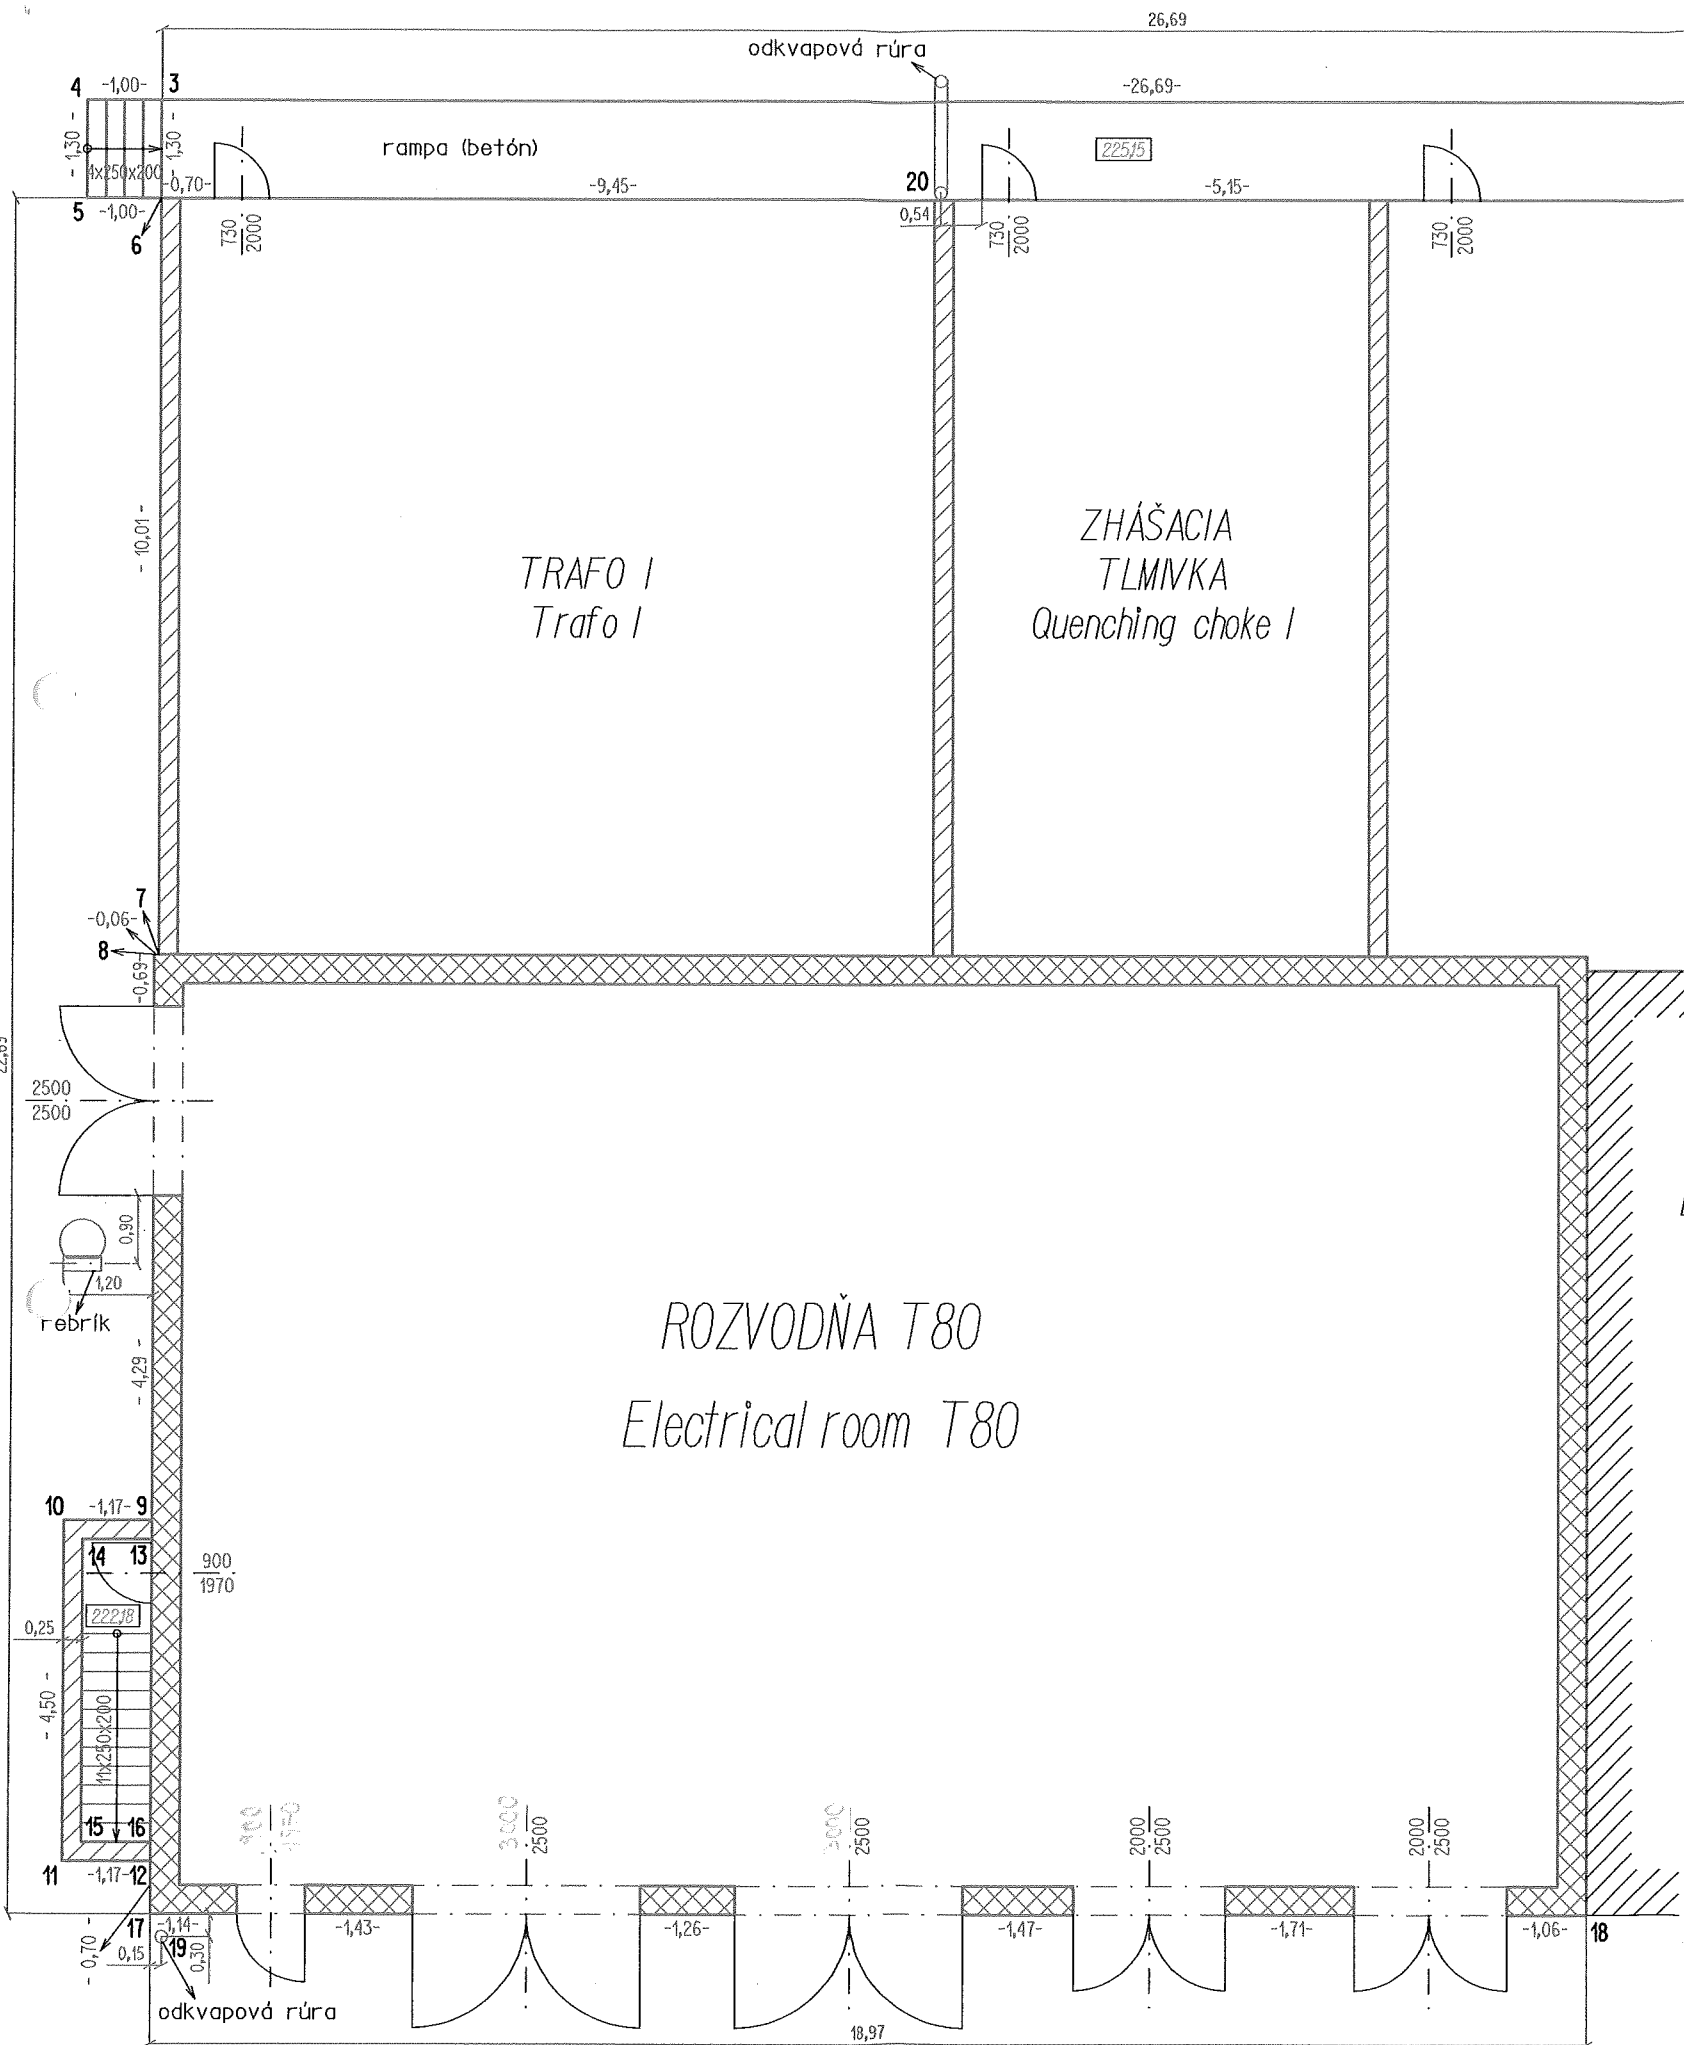 26,69
odkvapová rúra
4 -1,00- 3
-26,69-
- 1,30 -
- 1,30 -
4x250x200
rampa (betón)
225,15
-0,70-
-9,45-
20
-5,15-
5 -1,00-
6
0,54
730
2000
730
2000
730
2000
- 10,01 -
TRAFO I
Trafo I
ZHÁŠACIA
TLMIVKA
Quenching choke I
7
-0,06-
8
-0,69-
22,69
2500
2500
0,90
1,20
rebrík
- 4,29 -
ROZVODŇA T80
Electrical room T80
10 -1,17- 9
14 13
900
1970
222,18
0,25
- 4,50 -
11x250x200
15 16
11 -1,17- 12
3000
2500
2500
2000
2500
2000
2500
17
-1,14-
-1,43-
-1,26-
-1,47-
-1,71-
-1,06-
18
- 0,70 -
0,15
19
0,30
odkvapová rúra
18,97